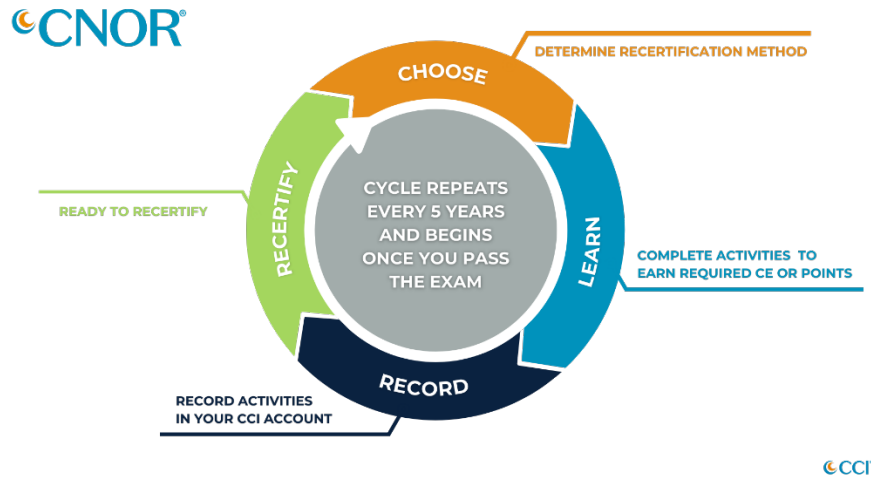 CNOR®
CHOOSE
DETERMINE RECERTIFICATION METHOD
LEARN
COMPLETE ACTIVITIES TO
EARN REQUIRED CE OR POINTS
RECORD
RECORD ACTIVITIES
IN YOUR CCI ACCOUNT
RECERTIFY
READY TO RECERTIFY
CYCLE REPEATS
EVERY 5 YEARS
AND BEGINS
ONCE YOU PASS
THE EXAM
CCI